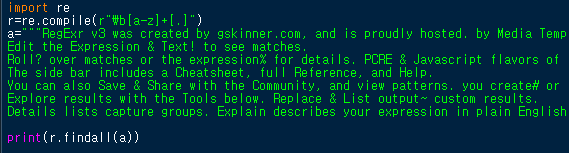 import re
r=re.compile(r"₩b[a-z]+[.]")
a="""RegExr v3 was created by gskinner.com, and is proudly hosted. by Media Temp
Edit the Expression & Text! to see matches.
Roll? over matches or the expression% for details. PCRE & Javascript flavors of
The side bar includes a Cheatsheet, full Reference, and Help.
You can also Save & Share with the Community, and view patterns. you create# or
Explore results with the Tools below. Replace & List output~ custom results.
Details lists capture groups. Explain describes your expression in plain English
print(r.findall(a))